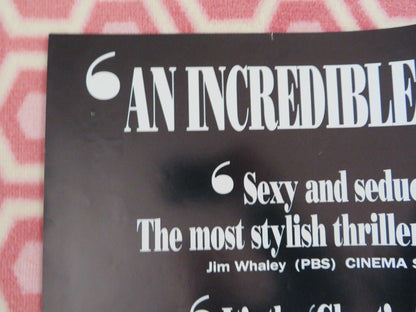 ‘AN INCREDIBLE
‘Sexy and seduc
The most stylish thriller
Jim Whaley (PBS) CINEMA S